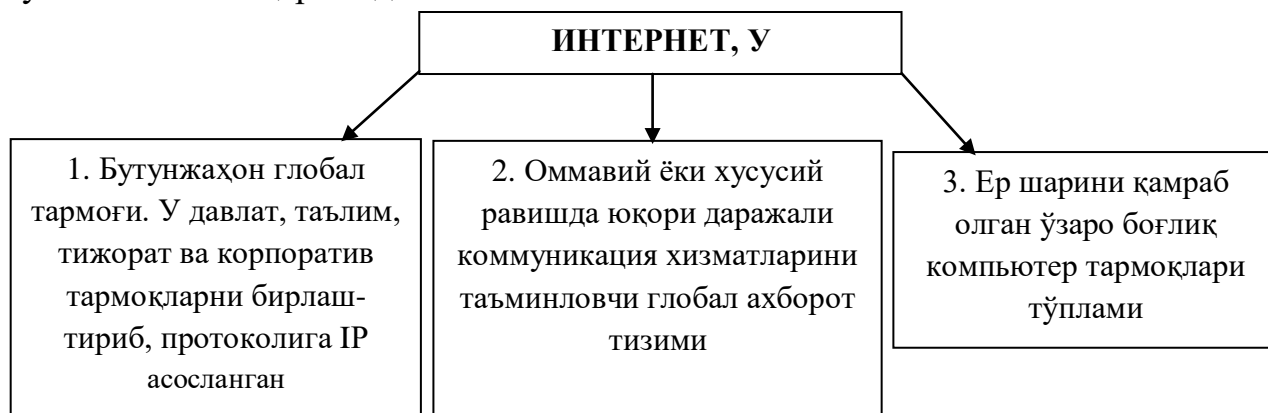 ИНТЕРНЕТ, У
1. Бутунжаҳон глобал
тармоғи. У давлат, таълим,
тижорат ва корпоратив
тармоқларни бирлаш-
тириб, протоколига IP
асосланган
2. Оммавий ёки хусусий
равишда юқори даражали
коммуникация хизматларини
таъминловчи глобал ахборот
тизими
3. Ер шарини қамраб
олган ўзаро боғлиқ
компьютер тармоқлари
тўплами